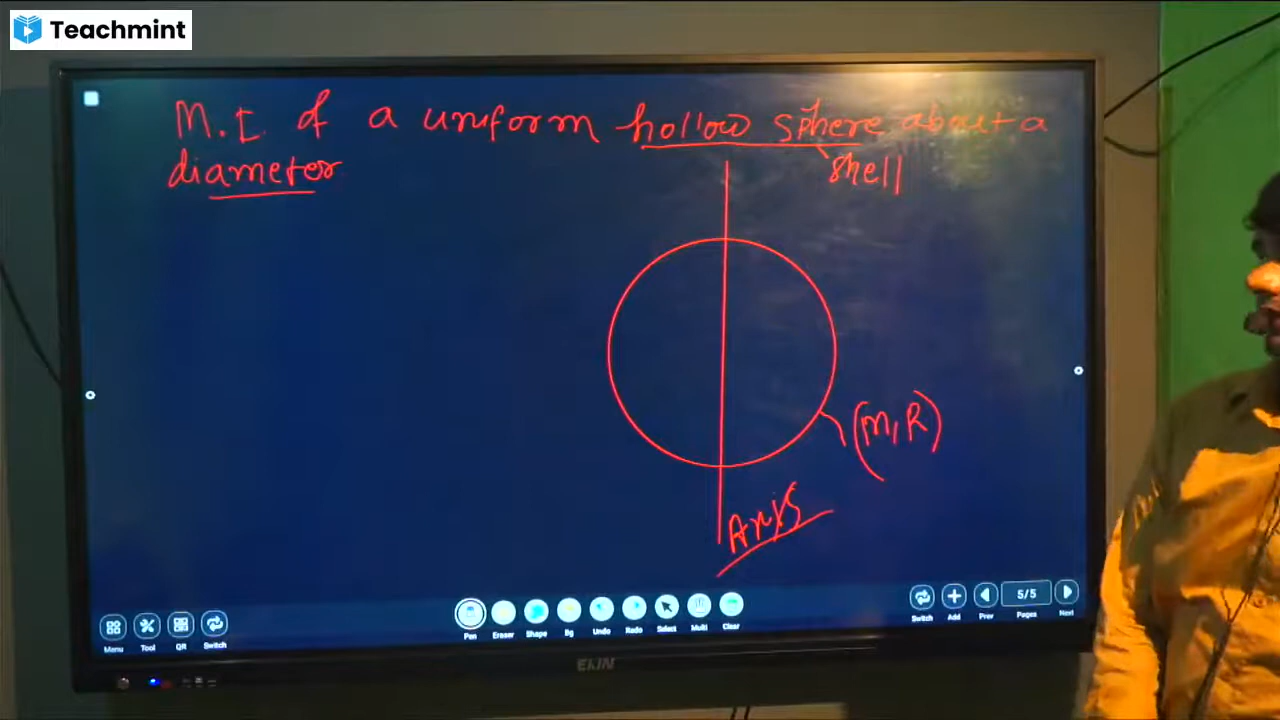 Teachmint
M.I. of a uniform hollow sphere about a
diameter
shell
(M, R)
Axis
Menu
Tool
QR
Switch
Pen
Eraser
Shape
Bg
Undo
Redo
Select
Multi
Clear
Switch
Add
Prev
5/5
Pages
Next